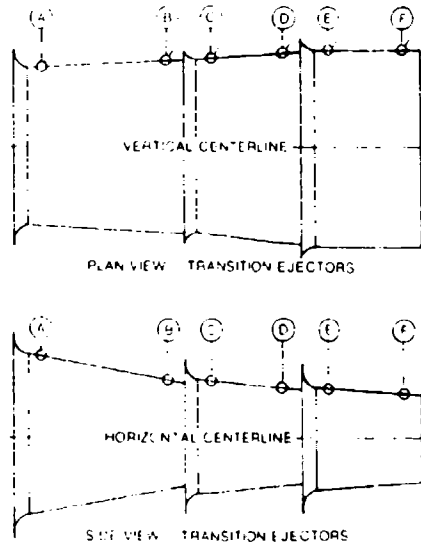 A B C D E F
VERTICAL CENTERLINE
PLAN VIEW TRANSITION EJECTORS
A B C D E F
HORIZONTAL CENTERLINE
SIDE VIEW TRANSITION EJECTORS